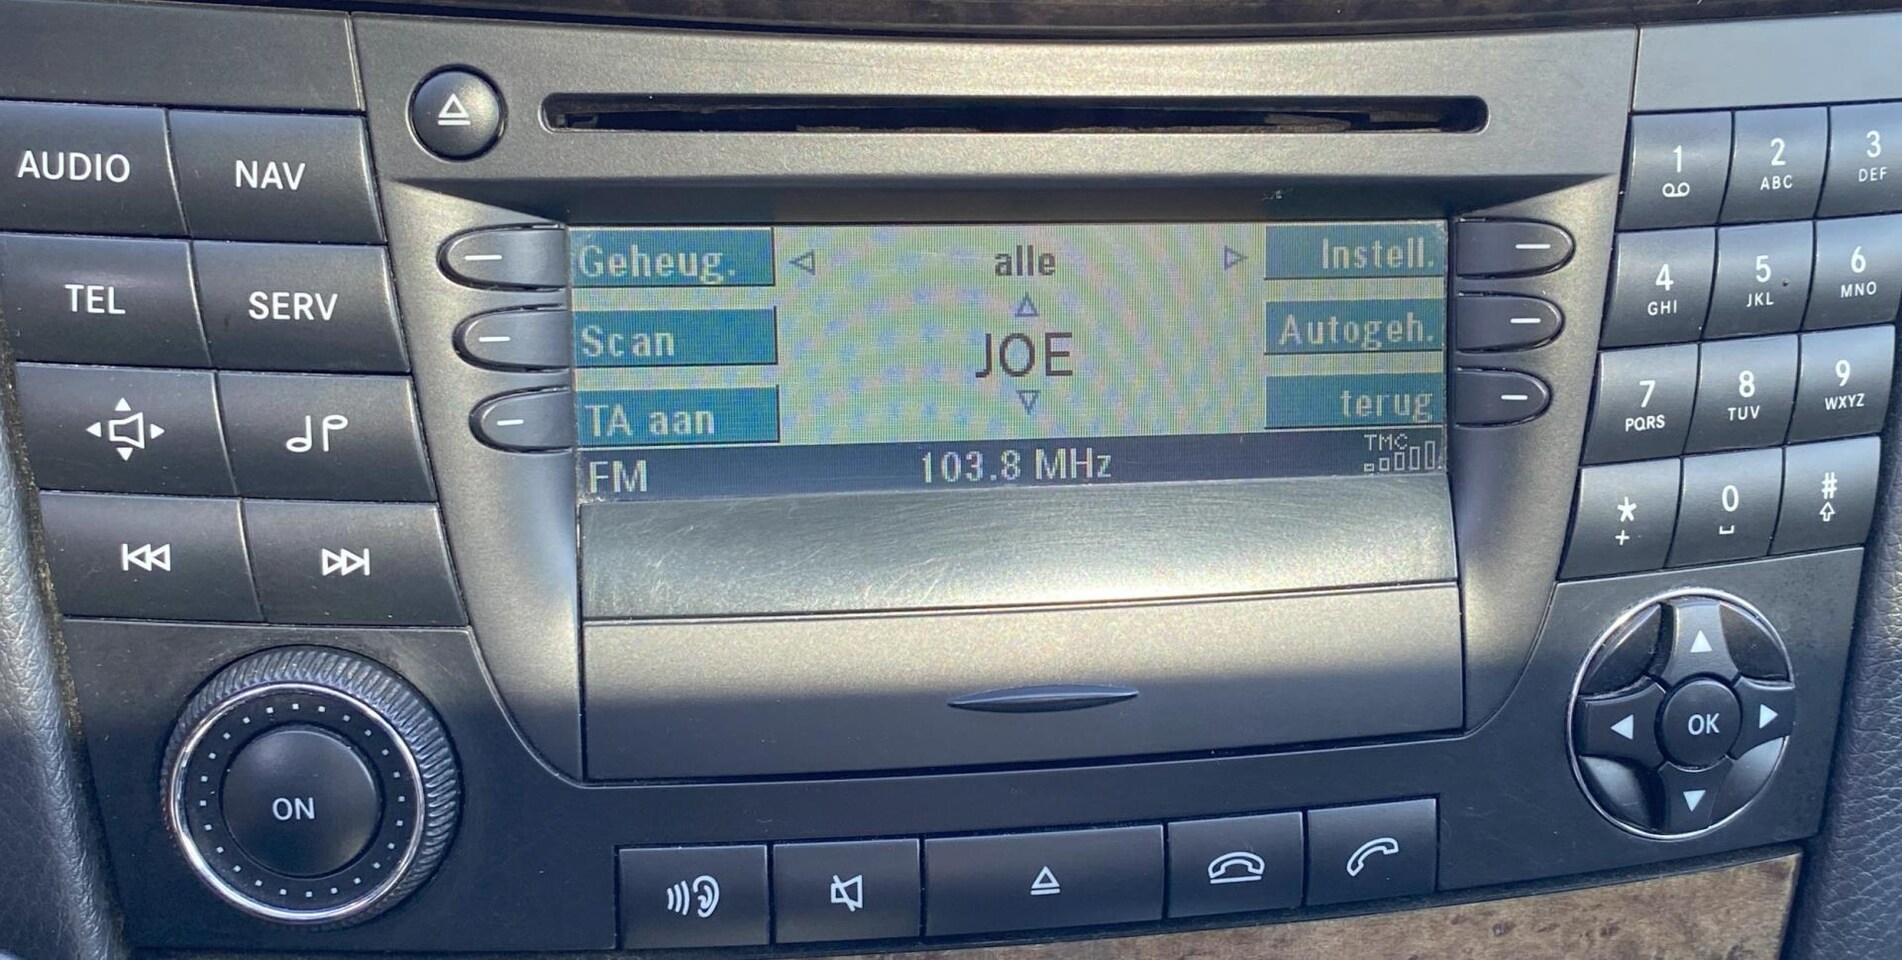 AUDIO
NAV
TEL
SERV
ON
Geheug.
alle
Instell.
Scan
JOE
Autogeh.
TA aan
terug
FM
103.8 MHz
TMC
1
2
ABC
3
DEF
4
GHI
5
JKL
6
MNO
7
PQRS
8
TUV
9
WXYZ
*
+
0
#
OK